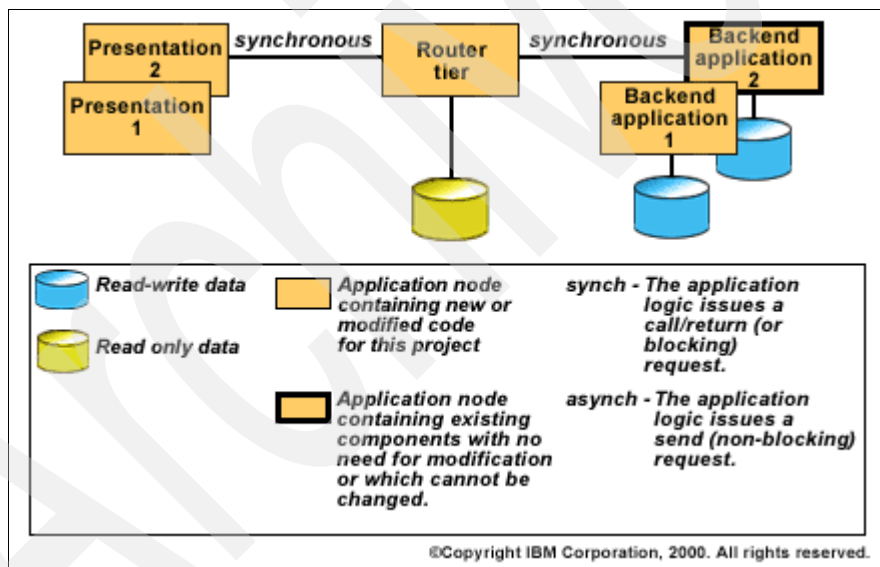 Presentation
2
synchronous
Router
tier
synchronous
Backend
application
2
Presentation
1
Backend
application
1
Read-write data
Read only data
Application node
containing new or
modified code
for this project
Application node
containing existing
components with no
need for modification
or which cannot be
changed.
synch - The application
logic issues a
call/return (or
blocking)
request.
asynch - The application
logic issues a
send (non-blocking)
request.
©Copyright IBM Corporation, 2000. All rights reserved.